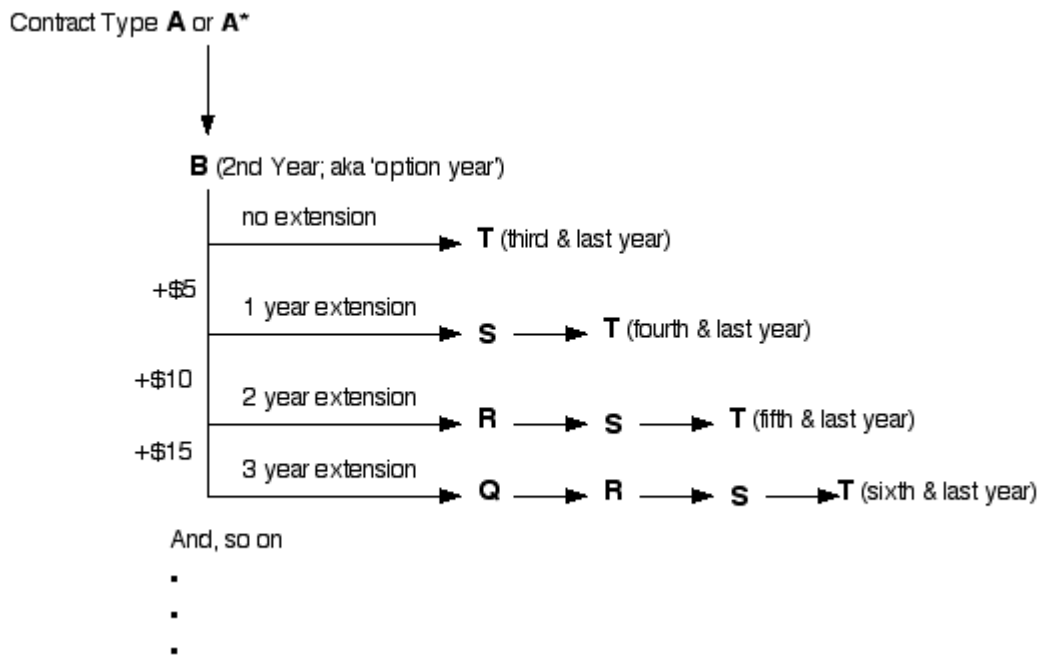 Contract Type A or A*
B (2nd Year; aka 'option year')
no extension
T (third & last year)
+$5
1 year extension
S
T (fourth & last year)
+$10
2 year extension
R
S
T (fifth & last year)
+$15
3 year extension
Q
R
S
T (sixth & last year)
And, so on
.
.
.